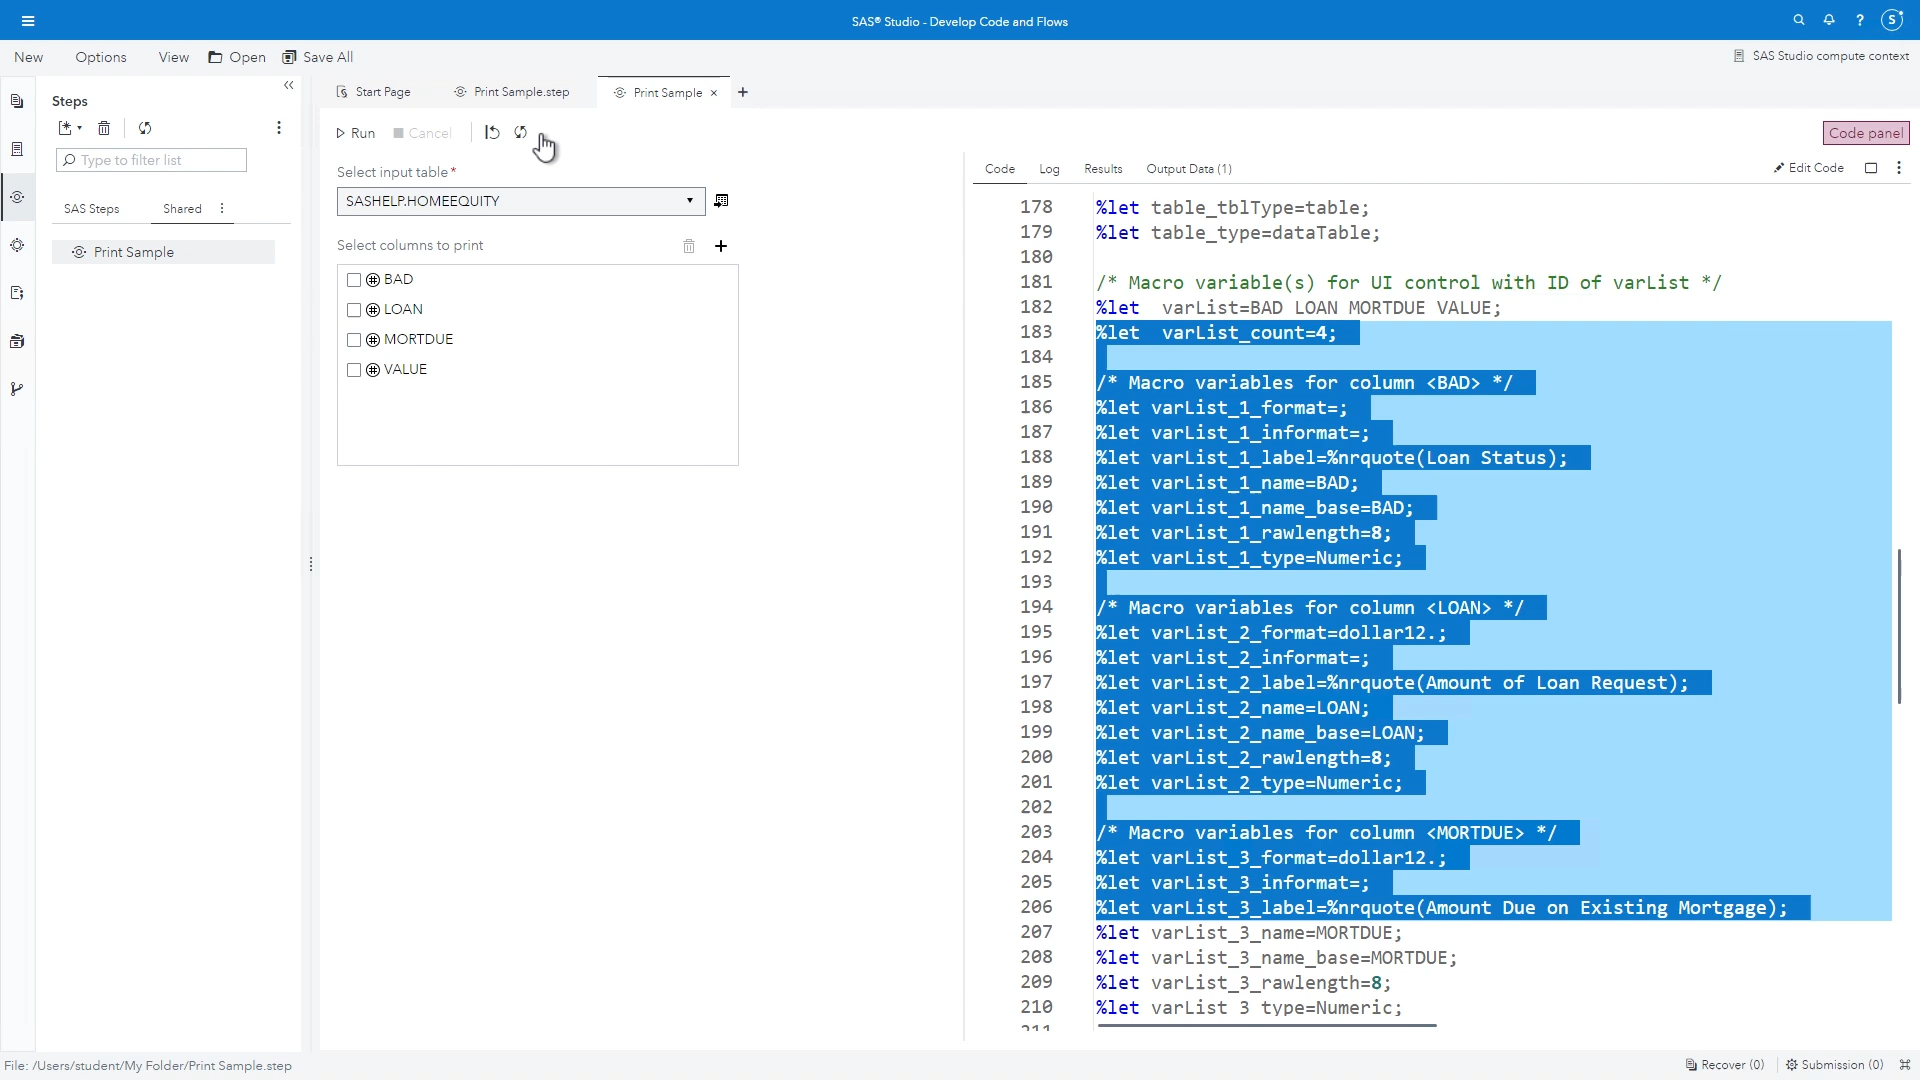 SAS® Studio - Develop Code and Flows
?
S
New Options View Open Save All
SAS Studio compute context
Steps
Type to filter list
SAS Steps Shared
Print Sample
Start Page Print Sample.step Print Sample × +
Run Cancel
Code panel
Select input table*
SASHELP.HOMEEQUITY
Select columns to print
BAD
LOAN
MORTDUE
VALUE
Code Log Results Output Data (1)
Edit Code
178 %let table_tblType=table;
179 %let table_type=dataTable;
180
181 /* Macro variable(s) for UI control with ID of varList */
182 %let varList=BAD LOAN MORTDUE VALUE;
183 %let varList_count=4;
184
185 /* Macro variables for column <BAD> */
186 %let varList_1_format=;
187 %let varList_1_informat=;
188 %let varList_1_label=%nrquote(Loan Status);
189 %let varList_1_name=BAD;
190 %let varList_1_name_base=BAD;
191 %let varList_1_rawlength=8;
192 %let varList_1_type=Numeric;
193
194 /* Macro variables for column <LOAN> */
195 %let varList_2_format=dollar12.;
196 %let varList_2_informat=;
197 %let varList_2_label=%nrquote(Amount of Loan Request);
198 %let varList_2_name=LOAN;
199 %let varList_2_name_base=LOAN;
200 %let varList_2_rawlength=8;
201 %let varList_2_type=Numeric;
202
203 /* Macro variables for column <MORTDUE> */
204 %let varList_3_format=dollar12.;
205 %let varList_3_informat=;
206 %let varList_3_label=%nrquote(Amount Due on Existing Mortgage);
207 %let varList_3_name=MORTDUE;
208 %let varList_3_name_base=MORTDUE;
209 %let varList_3_rawlength=8;
210 %let varList_3_type=Numeric;
211
File: /Users/student/My Folder/Print Sample.step
Recover (0) Submission (0)